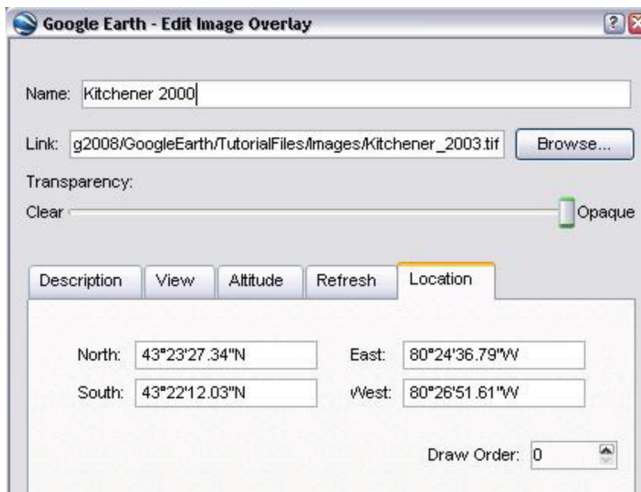 Google Earth - Edit Image Overlay
Name: Kitchener 2000
Link: g2008/GoogleEarth/TutorialFiles/Images/Kitchener_2003.tif Browse...
Transparency:
Clear Opaque
Description View Altitude Refresh Location
North: 43°23'27.34"N East: 80°24'36.79"W
South: 43°22'12.03"N West: 80°26'51.61"W
Draw Order: 0